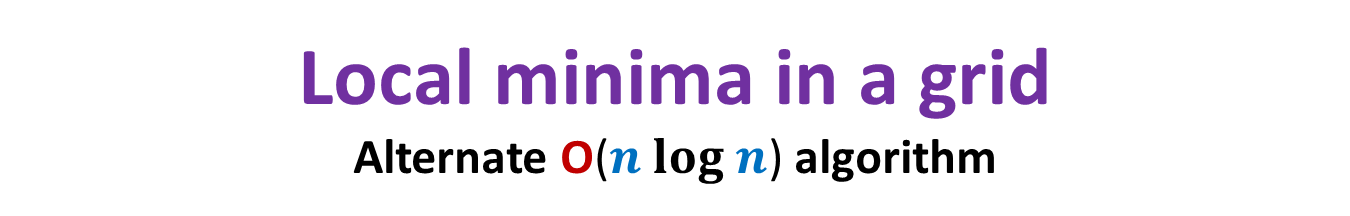 Local minima in a grid
Alternate O(n log n) algorithm